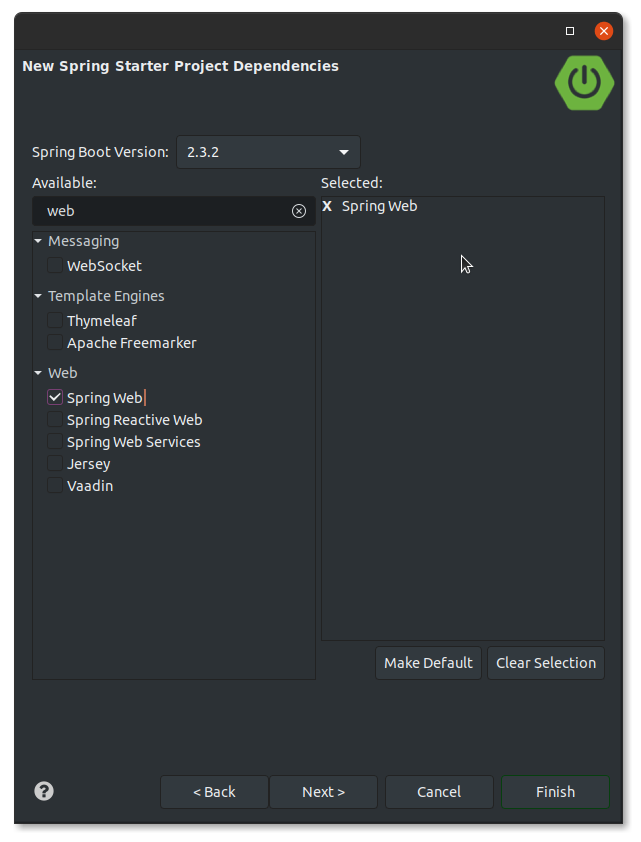 New Spring Starter Project Dependencies
Spring Boot Version: 2.3.2
Available:
Selected:
web
X Spring Web
Messaging
WebSocket
Template Engines
Thymeleaf
Apache Freemarker
Web
Spring Web
Spring Reactive Web
Spring Web Services
Jersey
Vaadin
Make Default
Clear Selection
?
< Back
Next >
Cancel
Finish